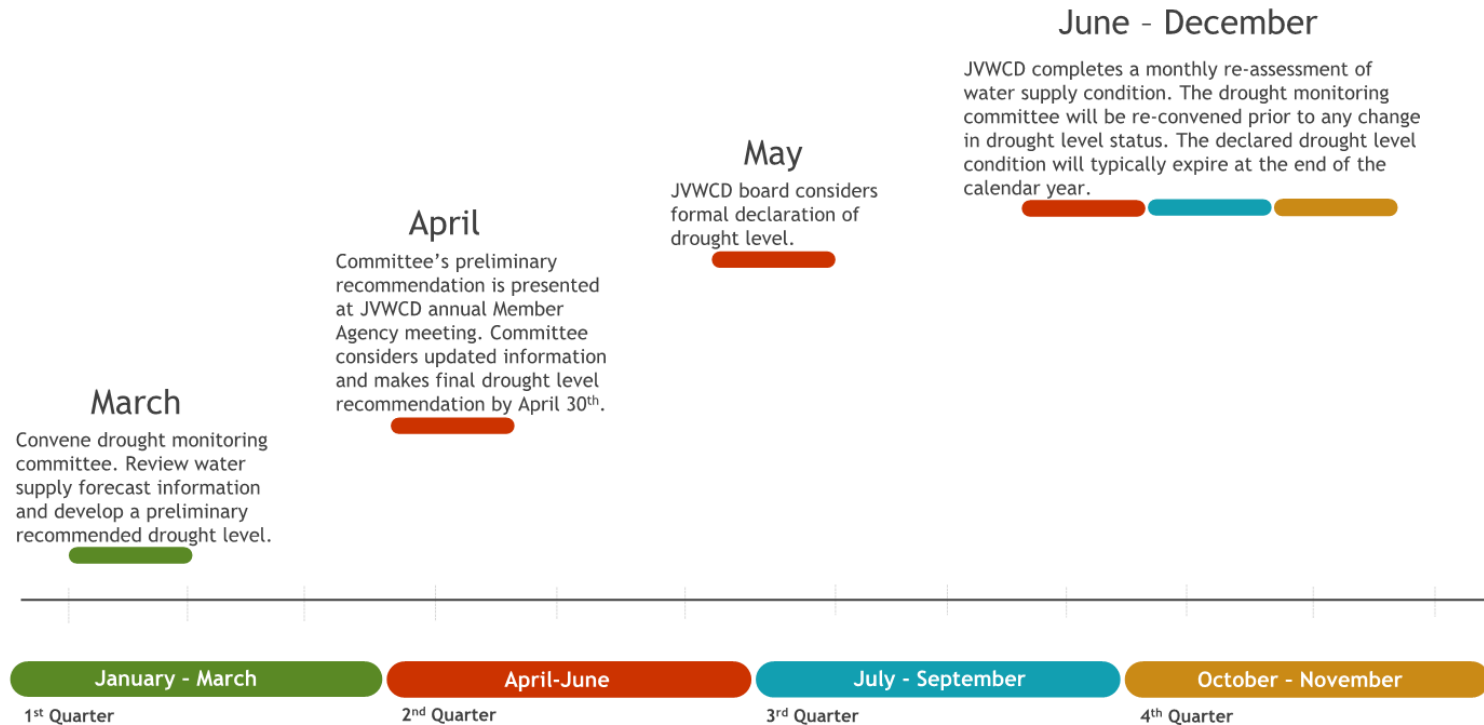 March
Convene drought monitoring
committee. Review water
supply forecast information
and develop a preliminary
recommended drought level.
April
Committee’s preliminary
recommendation is presented
at JVWCD annual Member
Agency meeting. Committee
considers updated information
and makes final drought level
recommendation by April 30th.
May
JVWCD board considers
formal declaration of
drought level.
June – December
JVWCD completes a monthly re-assessment of
water supply condition. The drought monitoring
committee will be re-convened prior to any change
in drought level status. The declared drought level
condition will typically expire at the end of the
calendar year.
January – March
April-June
July - September
October – November
1st Quarter
2nd Quarter
3rd Quarter
4th Quarter